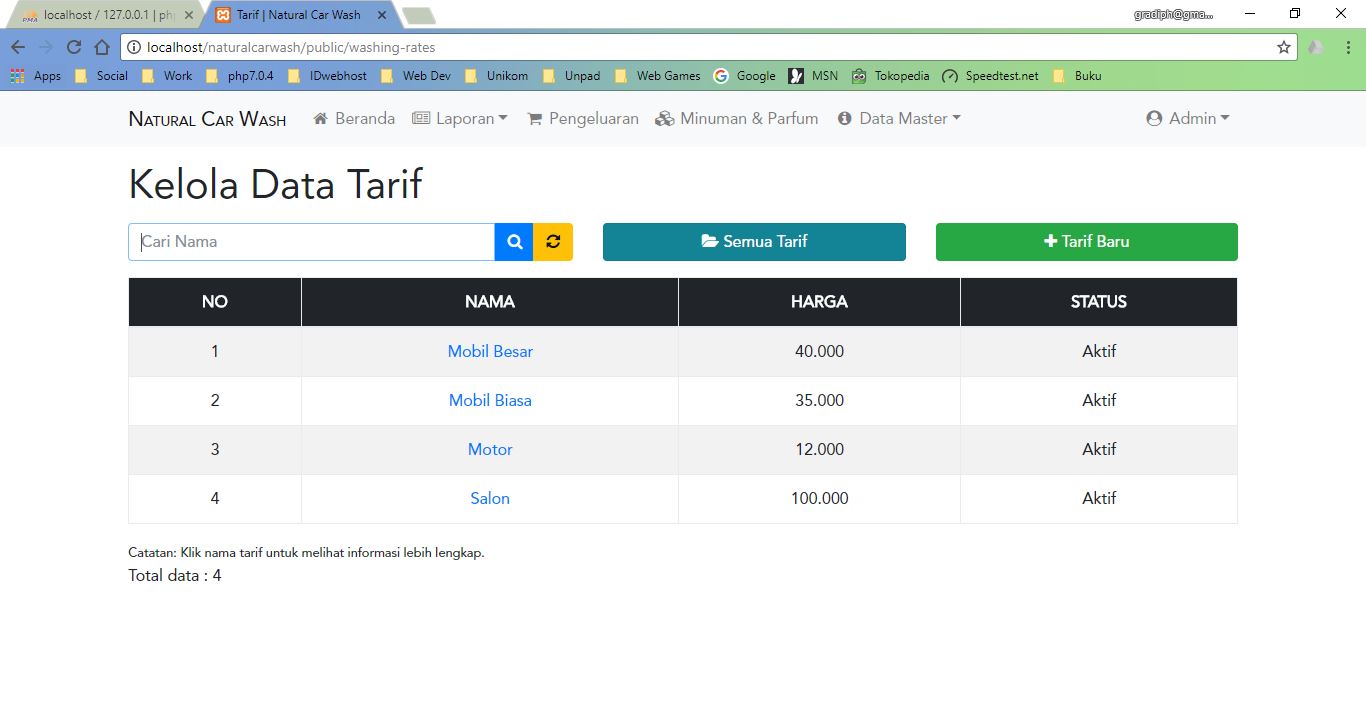 localhost / 127.0.0.1 | ph
Tarif | Natural Car Wash
gradiph@gma...
localhost/naturalcarwash/public/washing-rates
Apps Social Work php7.0.4 IDwebhost Web Dev Unikom Unpad Web Games Google MSN Tokopedia Speedtest.net Buku
Natural Car Wash Beranda Laporan Pengeluaran Minuman & Parfum Data Master Admin
Kelola Data Tarif
Cari Nama Semua Tarif Tarif Baru
NO NAMA HARGA STATUS
1 Mobil Besar 40.000 Aktif
2 Mobil Biasa 35.000 Aktif
3 Motor 12.000 Aktif
4 Salon 100.000 Aktif
Catatan: Klik nama tarif untuk melihat informasi lebih lengkap.
Total data : 4